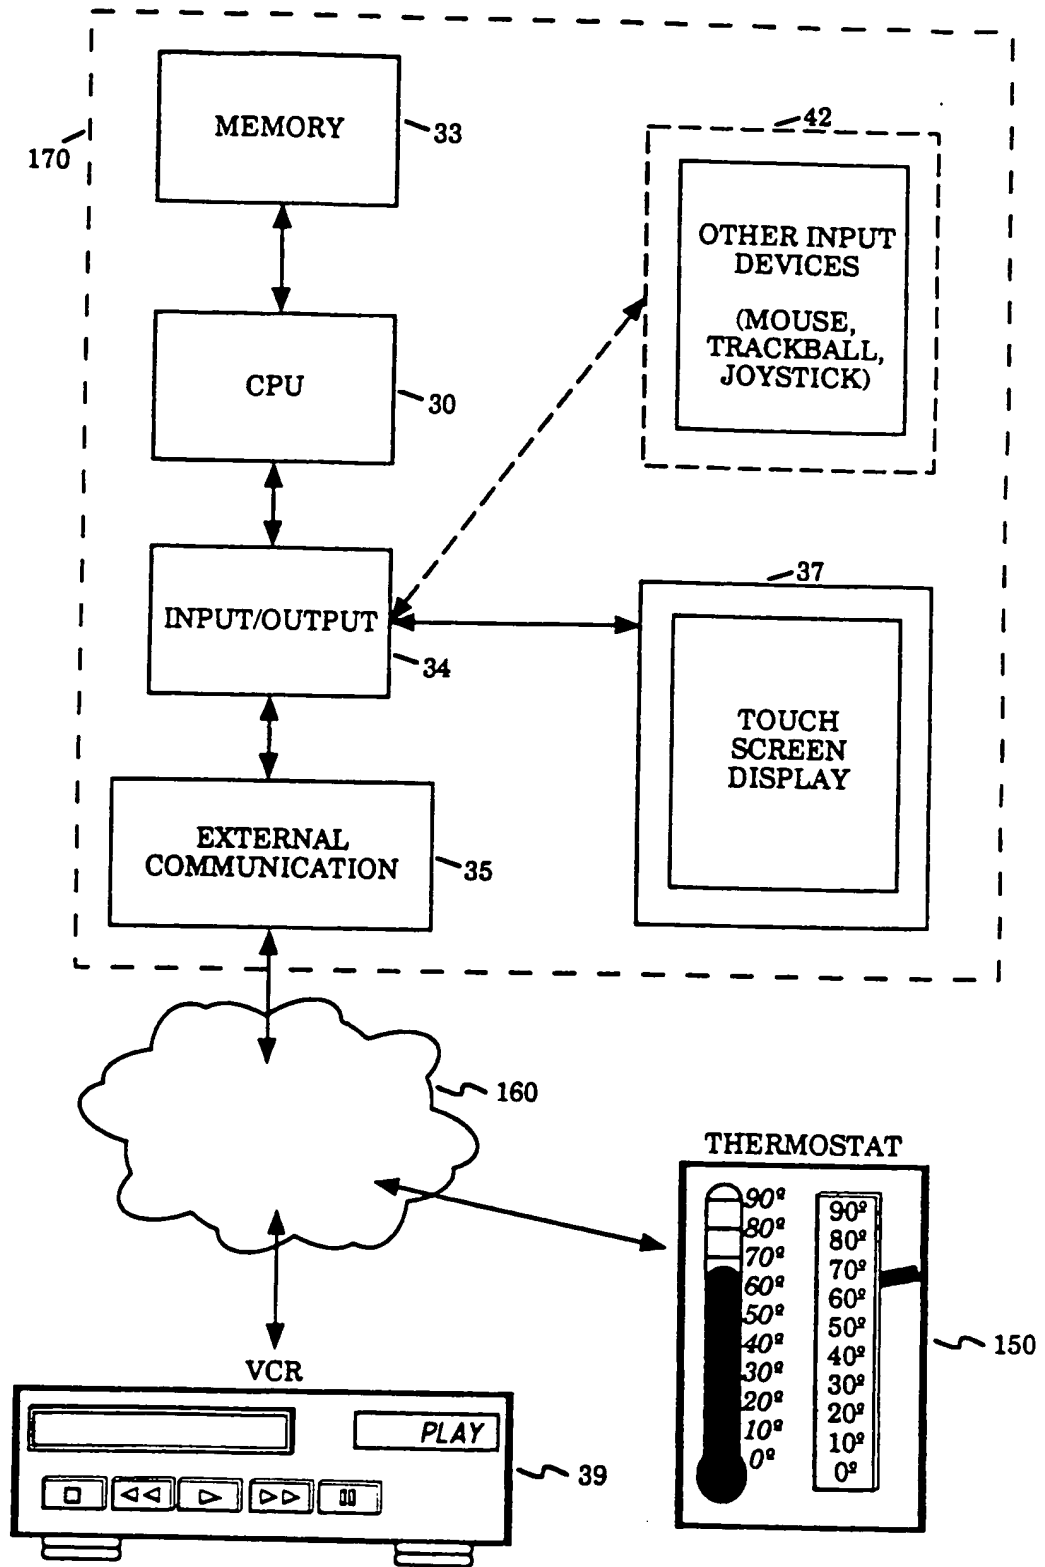 170
MEMORY
33
CPU
30
INPUT/OUTPUT
34
EXTERNAL
COMMUNICATION
35
42
OTHER INPUT
DEVICES
(MOUSE,
TRACKBALL,
JOYSTICK)
37
TOUCH
SCREEN
DISPLAY
160
THERMOSTAT
90º
80º
70º
60º
50º
40º
30º
20º
10º
0º
90º
80º
70º
60º
50º
40º
30º
20º
10º
0º
150
VCR
PLAY
39